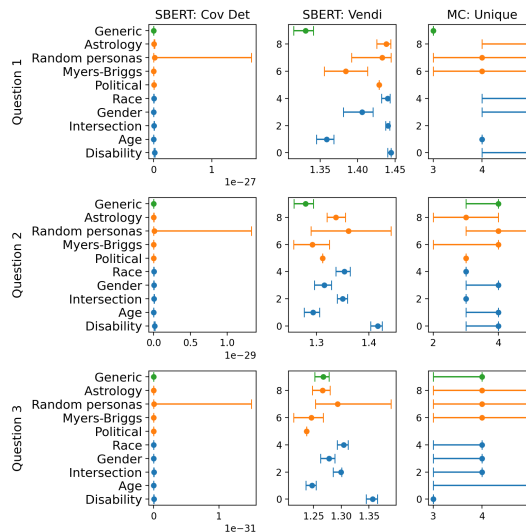 SBERT: Cov Det SBERT: Vendi MC: Unique
Question 1
Generic
Astrology
Random personas
Myers-Briggs
Political
Race
Gender
Intersection
Age
Disability
8
6
4
2
0
0 1
1e−27
1.35 1.40 1.45
3 4
Question 2
Generic
Astrology
Random personas
Myers-Briggs
Political
Race
Gender
Intersection
Age
Disability
8
6
4
2
0
0.0 0.5 1.0
1e−29
1.3 1.4
2 4
Question 3
Generic
Astrology
Random personas
Myers-Briggs
Political
Race
Gender
Intersection
Age
Disability
8
6
4
2
0
0 1
1e−31
1.25 1.30 1.35
3 4